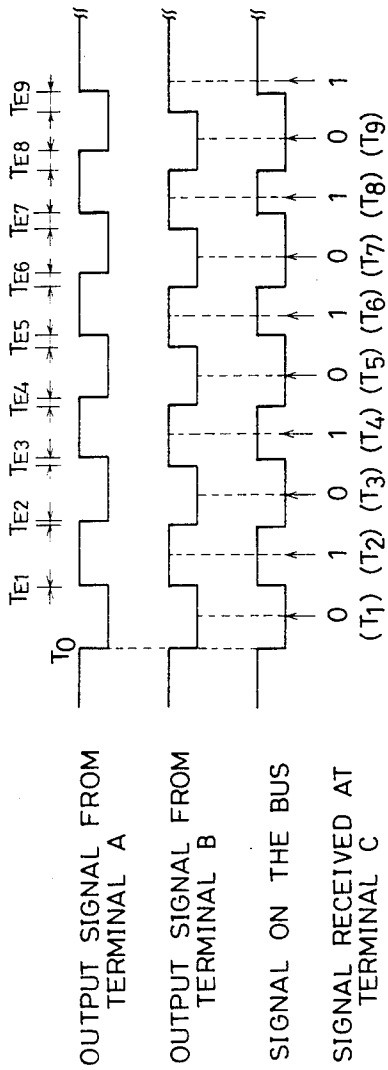 TE1 TE2 TE3 TE4 TE5 TE6 TE7 TE8 TE9
T0
OUTPUT SIGNAL FROM
TERMINAL A
OUTPUT SIGNAL FROM
TERMINAL B
SIGNAL ON THE BUS
SIGNAL RECEIVED AT
TERMINAL C
0 1 0 1 0 1 0 1 0 1
(T1) (T2) (T3) (T4) (T5) (T6) (T7) (T8) (T9)